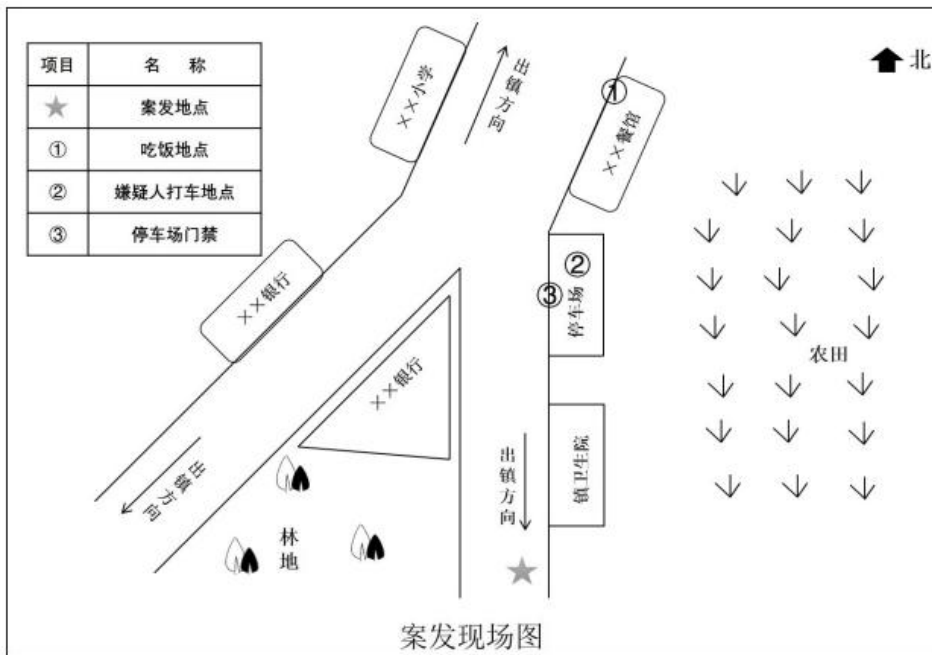 项目 名 称
★ 案发地点
① 吃饭地点
② 嫌疑人打车地点
③ 停车场门禁
××小学
出镇方向
①
××餐馆
北
××银行
②
③
停车场
××银行
农田
出镇方向
出镇方向
镇卫生院
林地
案发现场图